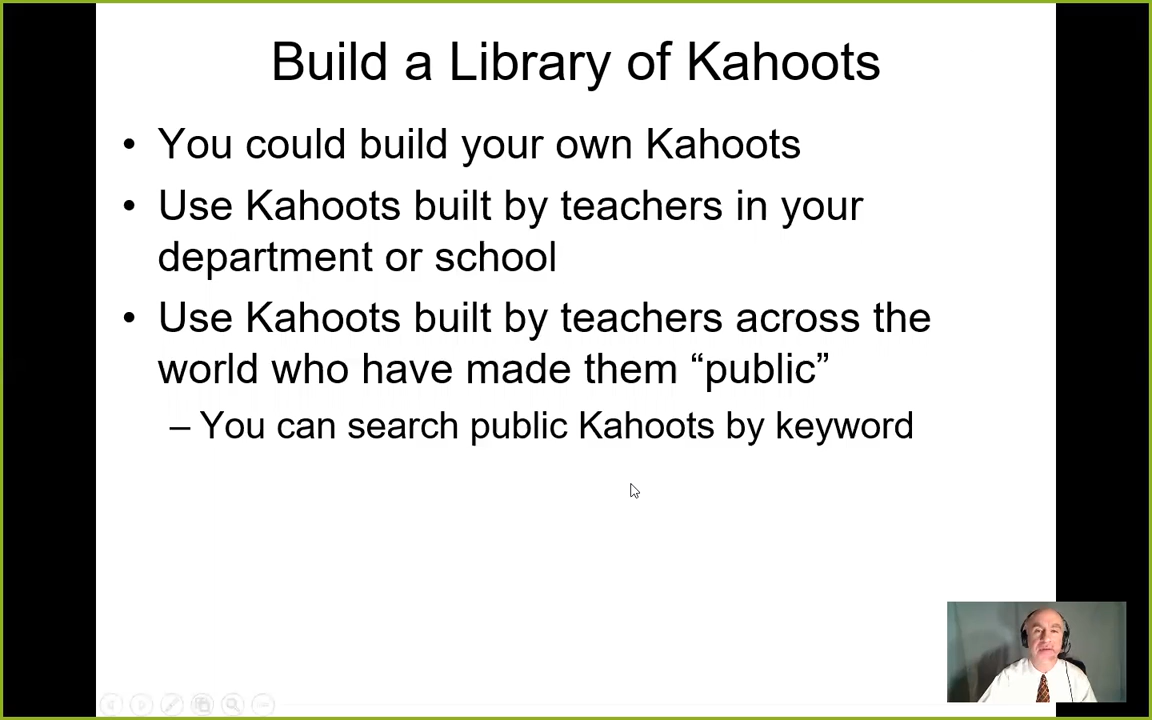 Build a Library of Kahoots
• You could build your own Kahoots
• Use Kahoots built by teachers in your
department or school
• Use Kahoots built by teachers across the
world who have made them “public”
– You can search public Kahoots by keyword